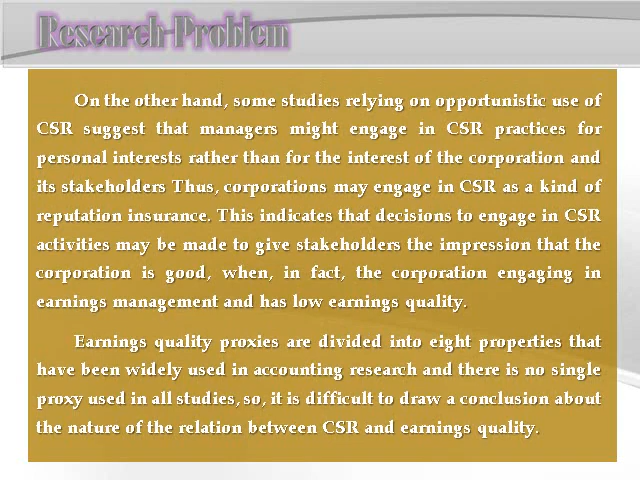 Research Problem
On the other hand, some studies relying on opportunistic use of
CSR suggest that managers might engage in CSR practices for
personal interests rather than for the interest of the corporation and
its stakeholders Thus, corporations may engage in CSR as a kind of
reputation insurance. This indicates that decisions to engage in CSR
activities may be made to give stakeholders the impression that the
corporation is good, when, in fact, the corporation engaging in
earnings management and has low earnings quality.
Earnings quality proxies are divided into eight properties that
have been widely used in accounting research and there is no single
proxy used in all studies, so, it is difficult to draw a conclusion about
the nature of the relation between CSR and earnings quality.